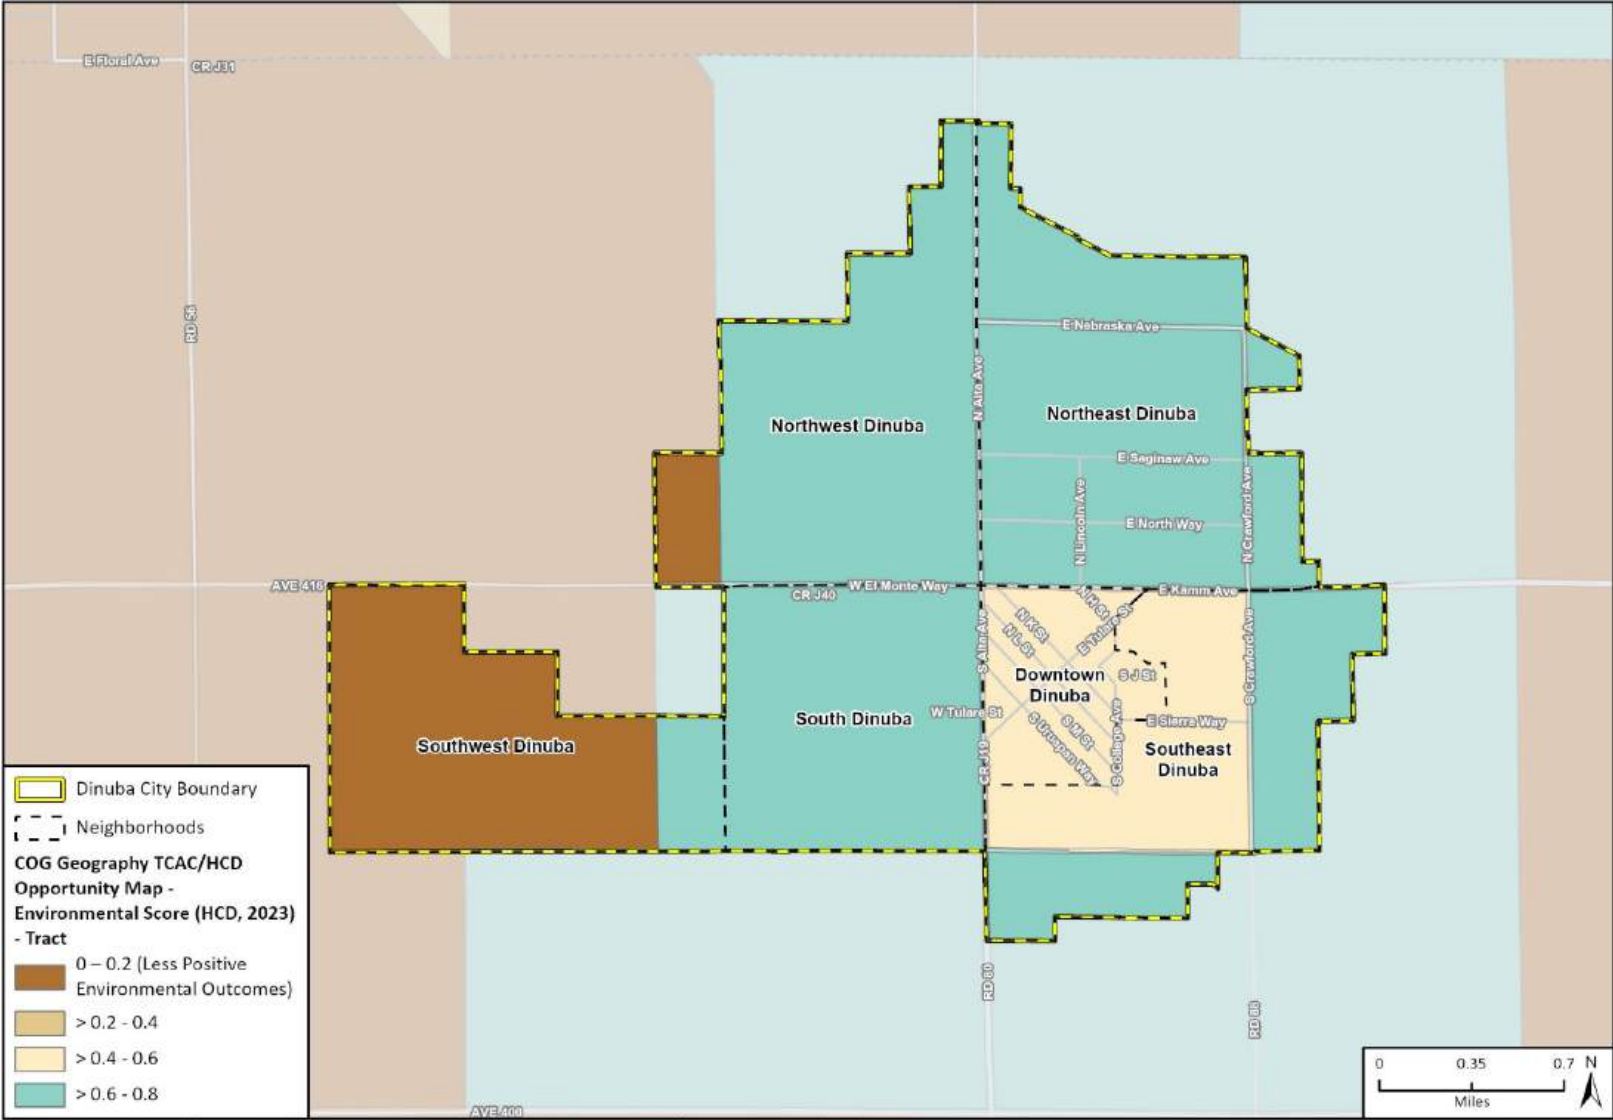 E Floral Ave
CR J31
RD 56
E Nebraska Ave
N Alta Ave
Northwest Dinuba
Northeast Dinuba
E Saginaw Ave
N Lincoln Ave
N Crawford Ave
E North Way
AVE 416
W El Monte Way
CR J40
E Kamm Ave
N H St
N K St
E Tulare St
N L St
S Alta Ave
S Crawford Ave
Downtown
Dinuba
S J St
W Tulare St
South Dinuba
S M St
S Uruapan Way
S College Ave
E Sierra Way
Southwest Dinuba
Southeast
Dinuba
CR J19
RD 80
RD 88
AVE 400
Dinuba City Boundary
Neighborhoods
COG Geography TCAC/HCD
Opportunity Map -
Environmental Score (HCD, 2023)
- Tract
0 – 0.2 (Less Positive
Environmental Outcomes)
> 0.2 - 0.4
> 0.4 - 0.6
> 0.6 - 0.8
0 0.35 0.7 N
Miles